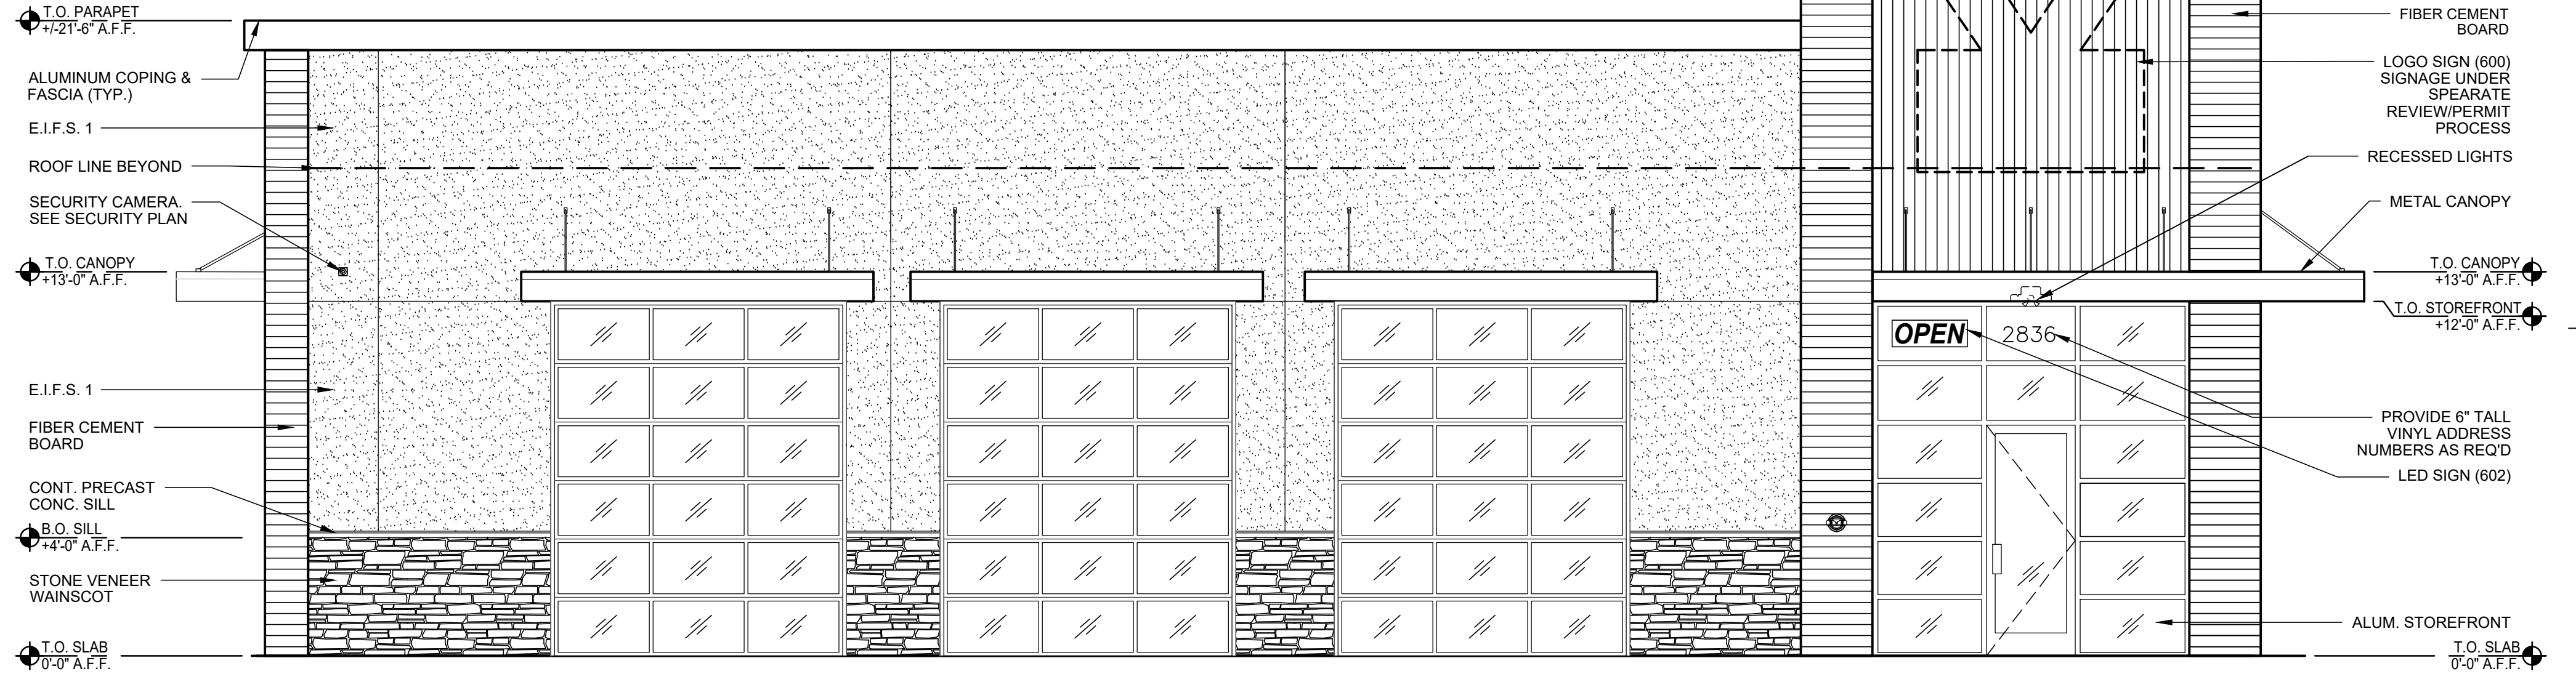 T.O. PARAPET
+/-21'-6" A.F.F.
ALUMINUM COPING &
FASCIA (TYP.)
E.I.F.S. 1
ROOF LINE BEYOND
SECURITY CAMERA.
SEE SECURITY PLAN
T.O. CANOPY
+13'-0" A.F.F.
E.I.F.S. 1
FIBER CEMENT
BOARD
CONT. PRECAST
CONC. SILL
B.O. SILL
+4'-0" A.F.F.
STONE VENEER
WAINSCOT
T.O. SLAB
0'-0" A.F.F.
OPEN
2836
FIBER CEMENT
BOARD
LOGO SIGN (600)
SIGNAGE UNDER
SPEARATE
REVIEW/PERMIT
PROCESS
RECESSED LIGHTS
METAL CANOPY
T.O. CANOPY
+13'-0" A.F.F.
T.O. STOREFRONT
+12'-0" A.F.F.
PROVIDE 6" TALL
VINYL ADDRESS
NUMBERS AS REQ'D
LED SIGN (602)
ALUM. STOREFRONT
T.O. SLAB
0'-0" A.F.F.